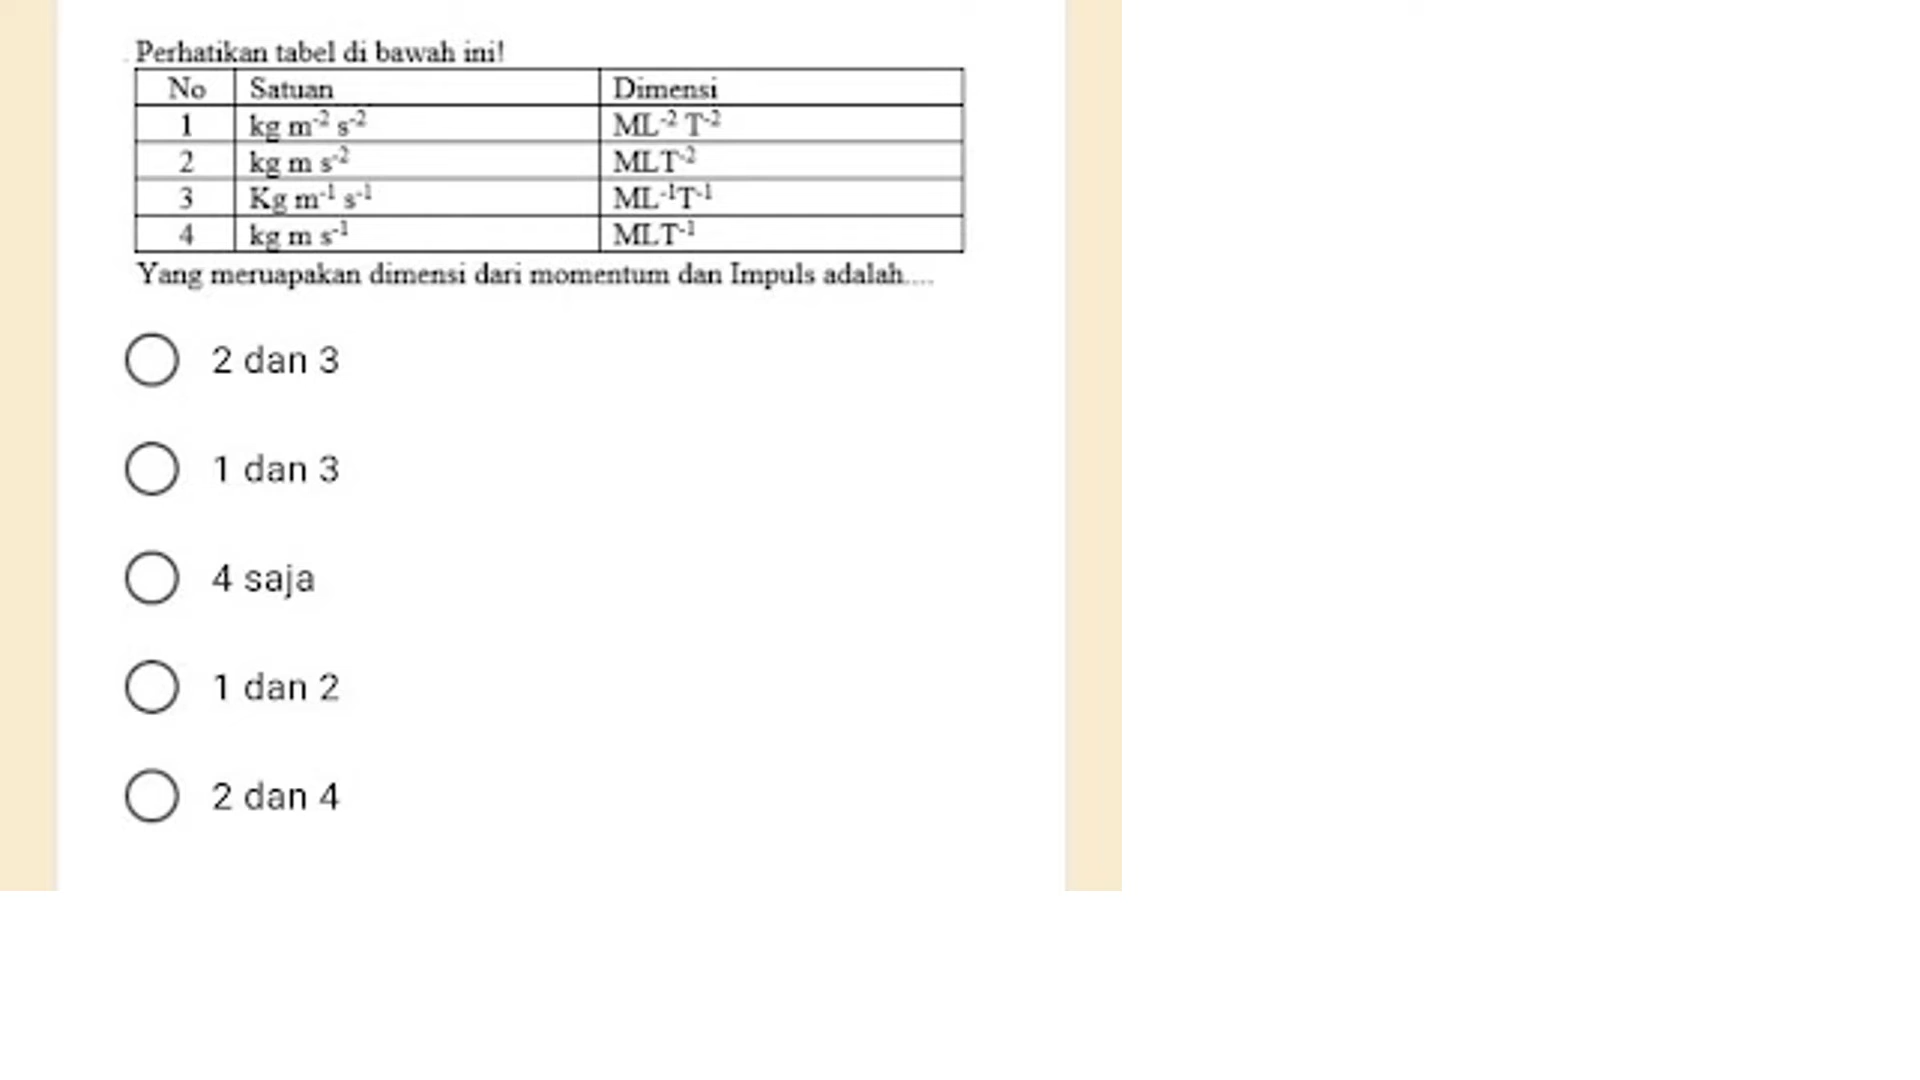 Perhatikan tabel di bawah ini!
No Satuan Dimensi
1 kg m⁻² s⁻² ML⁻² T⁻²
2 kg m s⁻² MLT⁻²
3 Kg m⁻¹ s⁻¹ ML⁻¹T⁻¹
4 kg m s⁻¹ MLT⁻¹
Yang meruapakan dimensi dari momentum dan Impuls adalah....
2 dan 3
1 dan 3
4 saja
1 dan 2
2 dan 4